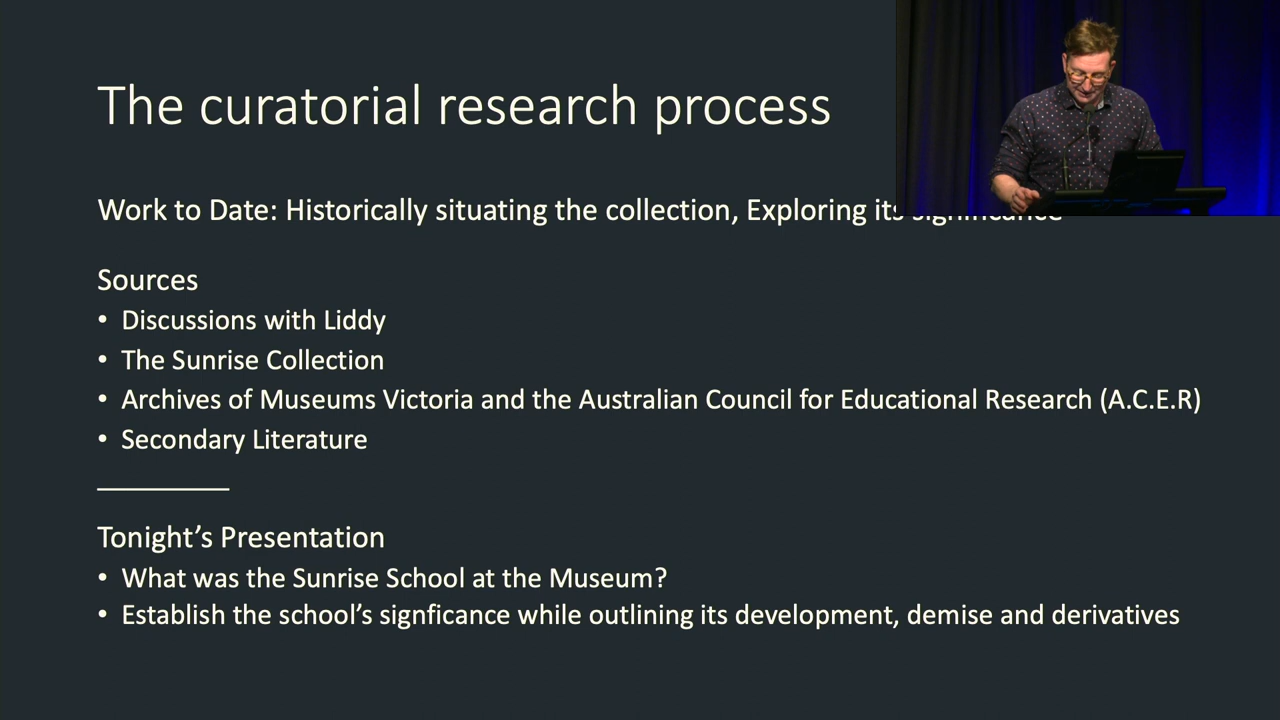 The curatorial research process
Work to Date: Historically situating the collection, Exploring its significance
Sources
• Discussions with Liddy
• The Sunrise Collection
• Archives of Museums Victoria and the Australian Council for Educational Research (A.C.E.R)
• Secondary Literature
Tonight’s Presentation
• What was the Sunrise School at the Museum?
• Establish the school’s signficance while outlining its development, demise and derivatives